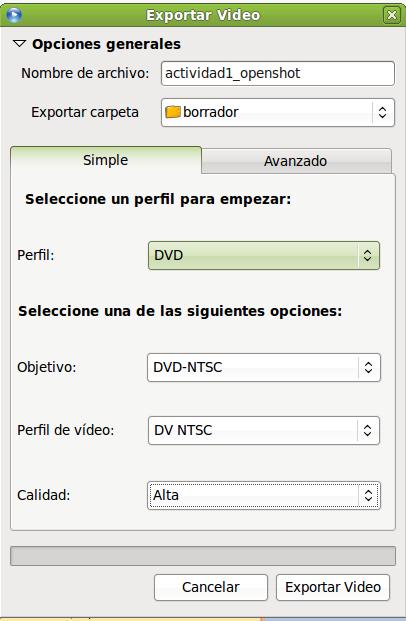 Exportar Video
Opciones generales
Nombre de archivo: actividad1_openshot
Exportar carpeta borrador
Simple Avanzado
Seleccione un perfil para empezar:
Perfil: DVD
Seleccione una de las siguientes opciones:
Objetivo: DVD-NTSC
Perfil de vídeo: DV NTSC
Calidad: Alta
Cancelar Exportar Video